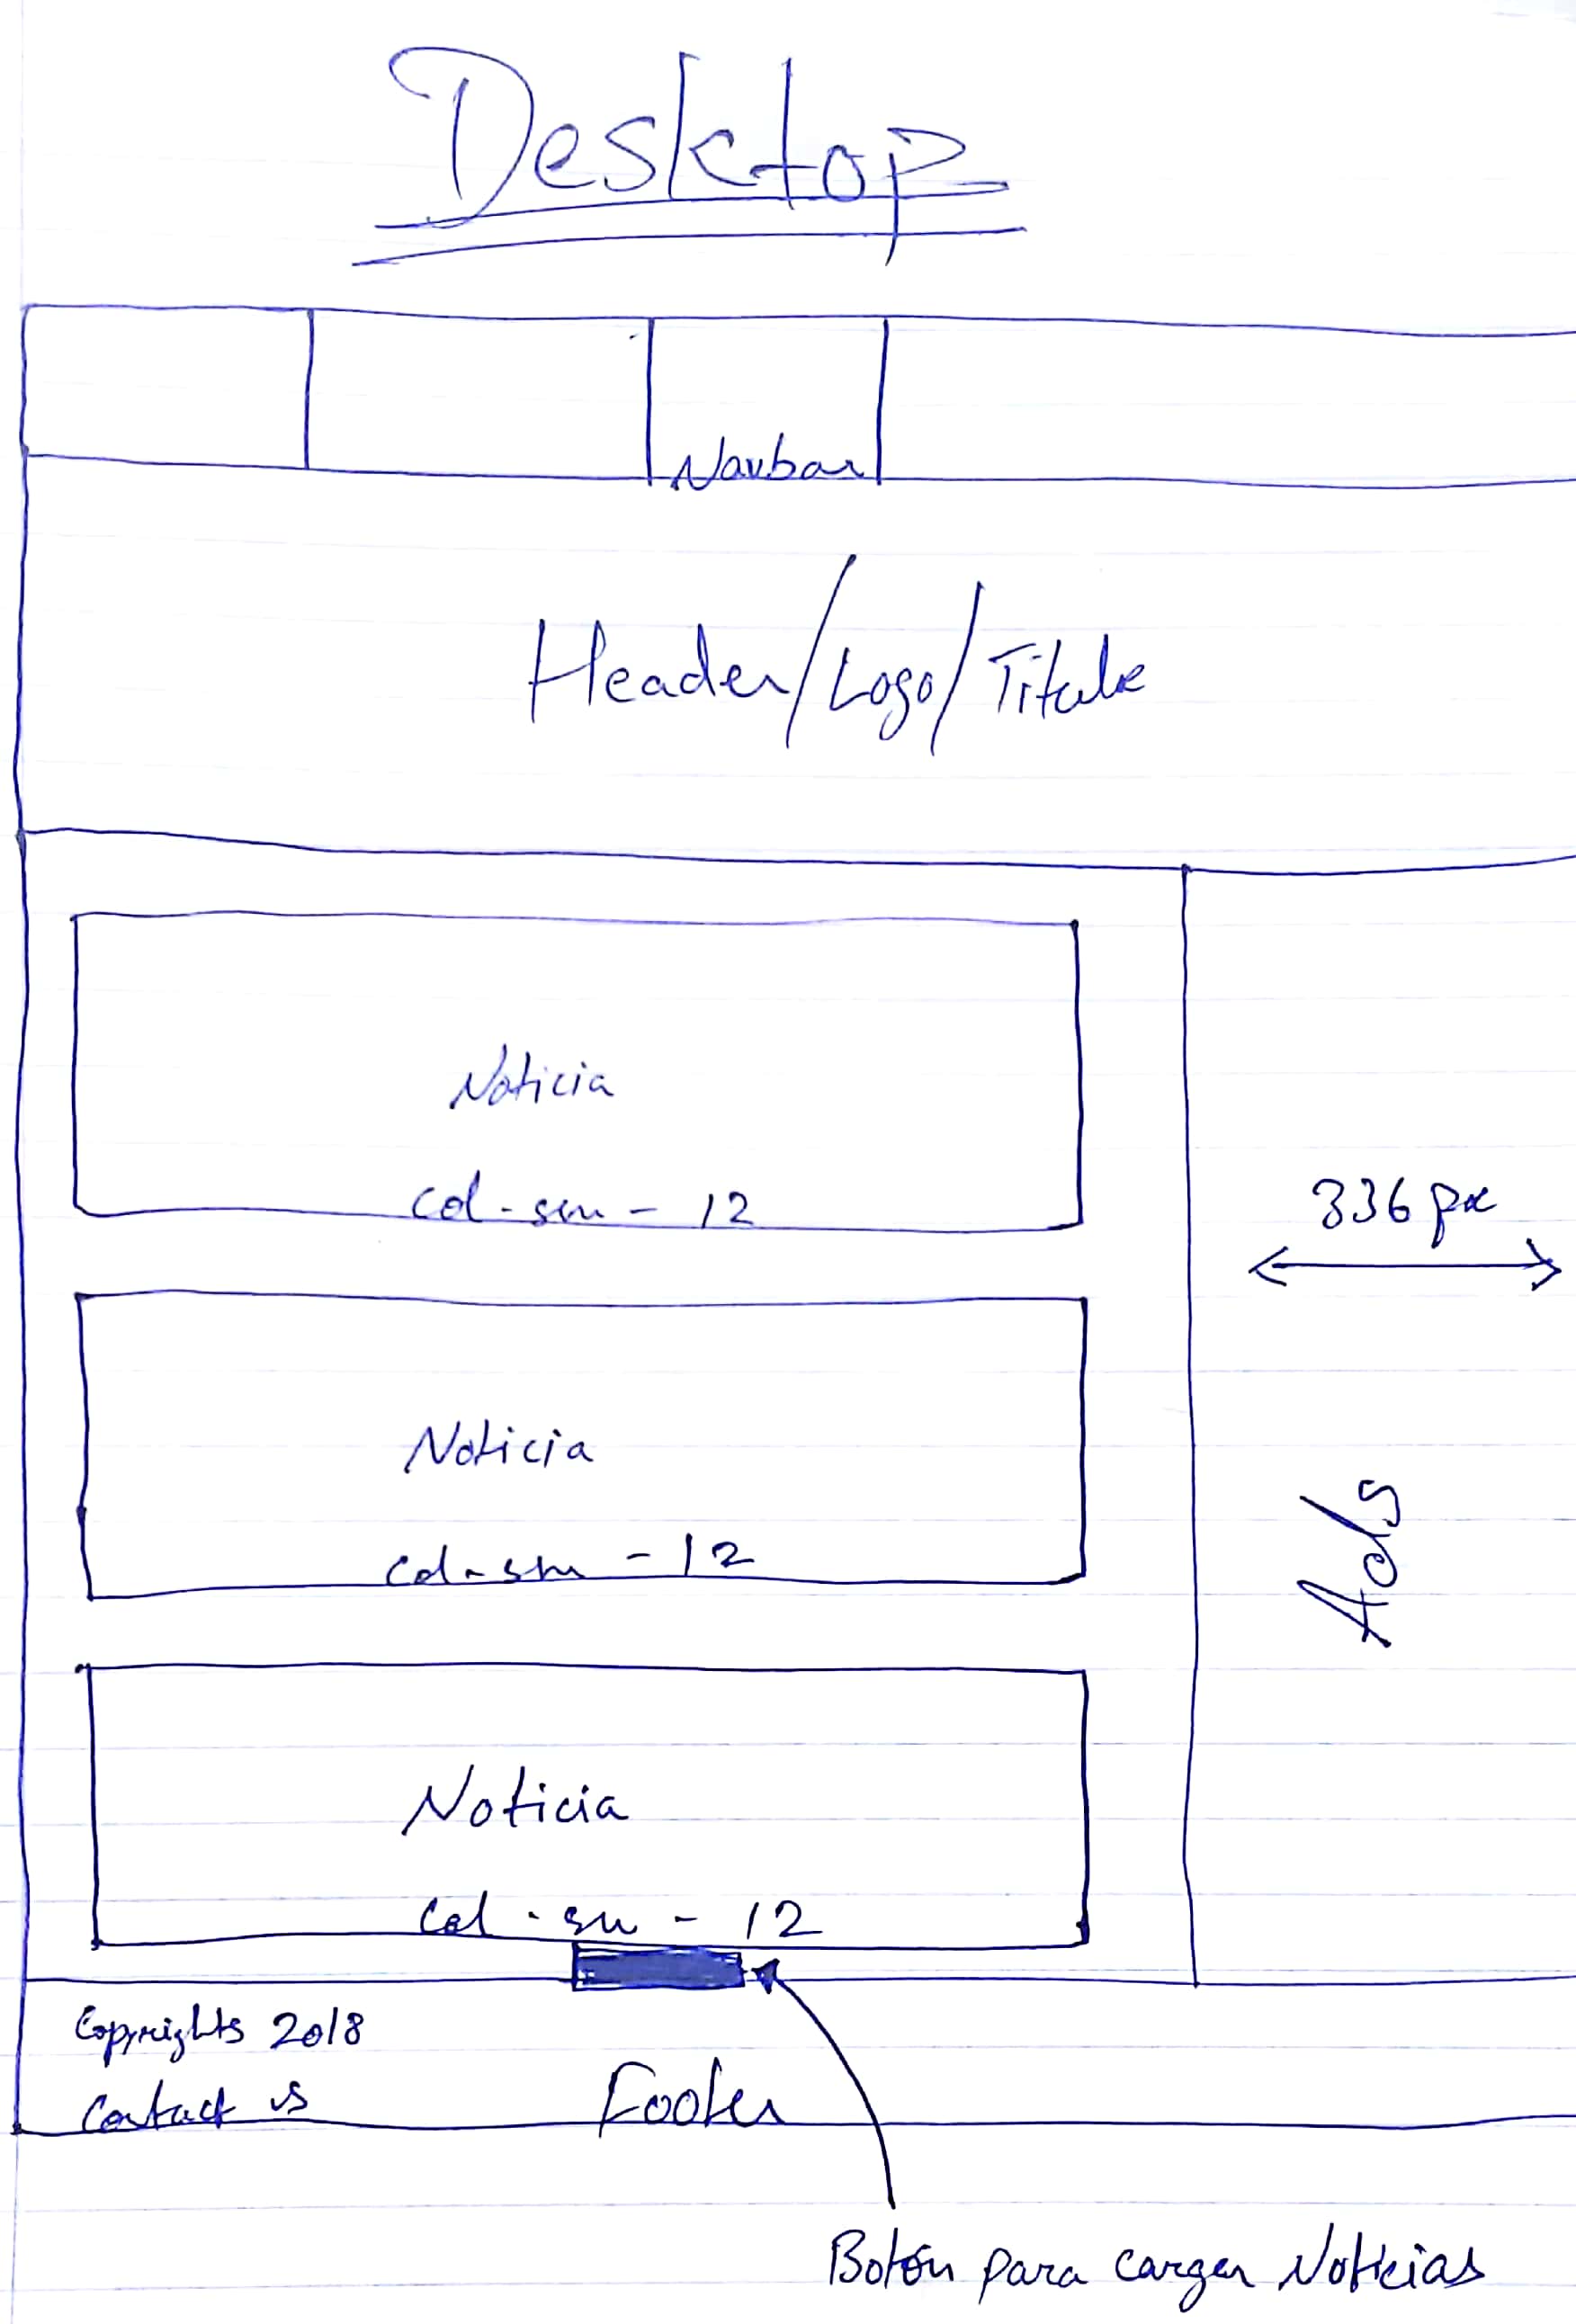 Desktop
Navbar
Header/Logo/Titulo
Noticia
col-sm-12
336 px
Noticia
col-sm-12
Ads
Noticia
col-sm-12
Copyrights 2018
Contact us
Footer
Botón para cargar Noticias